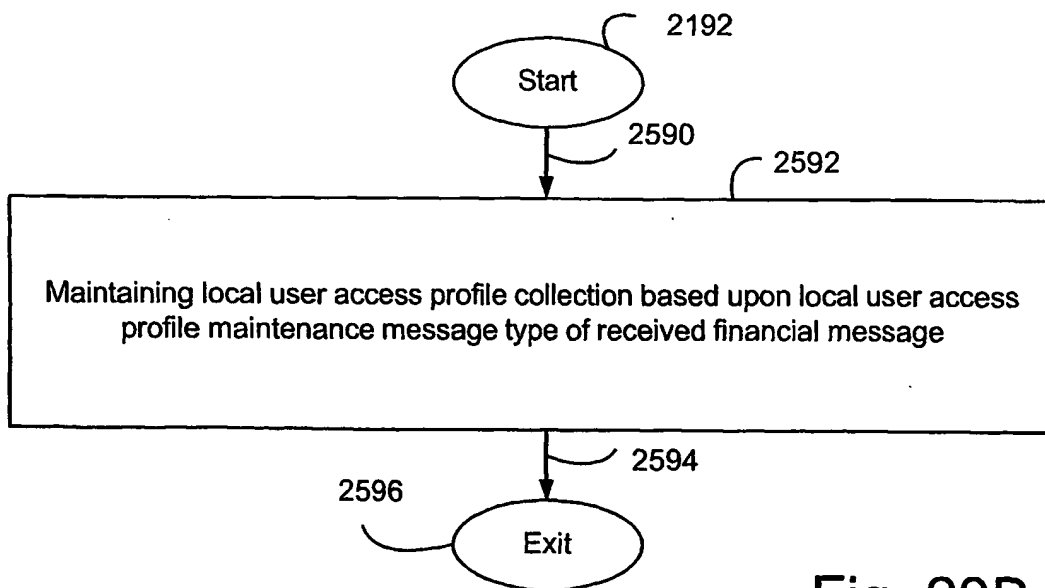 2192
Start
2590
2592
Maintaining local user access profile collection based upon local user access
profile maintenance message type of received financial message
2594
2596
Exit